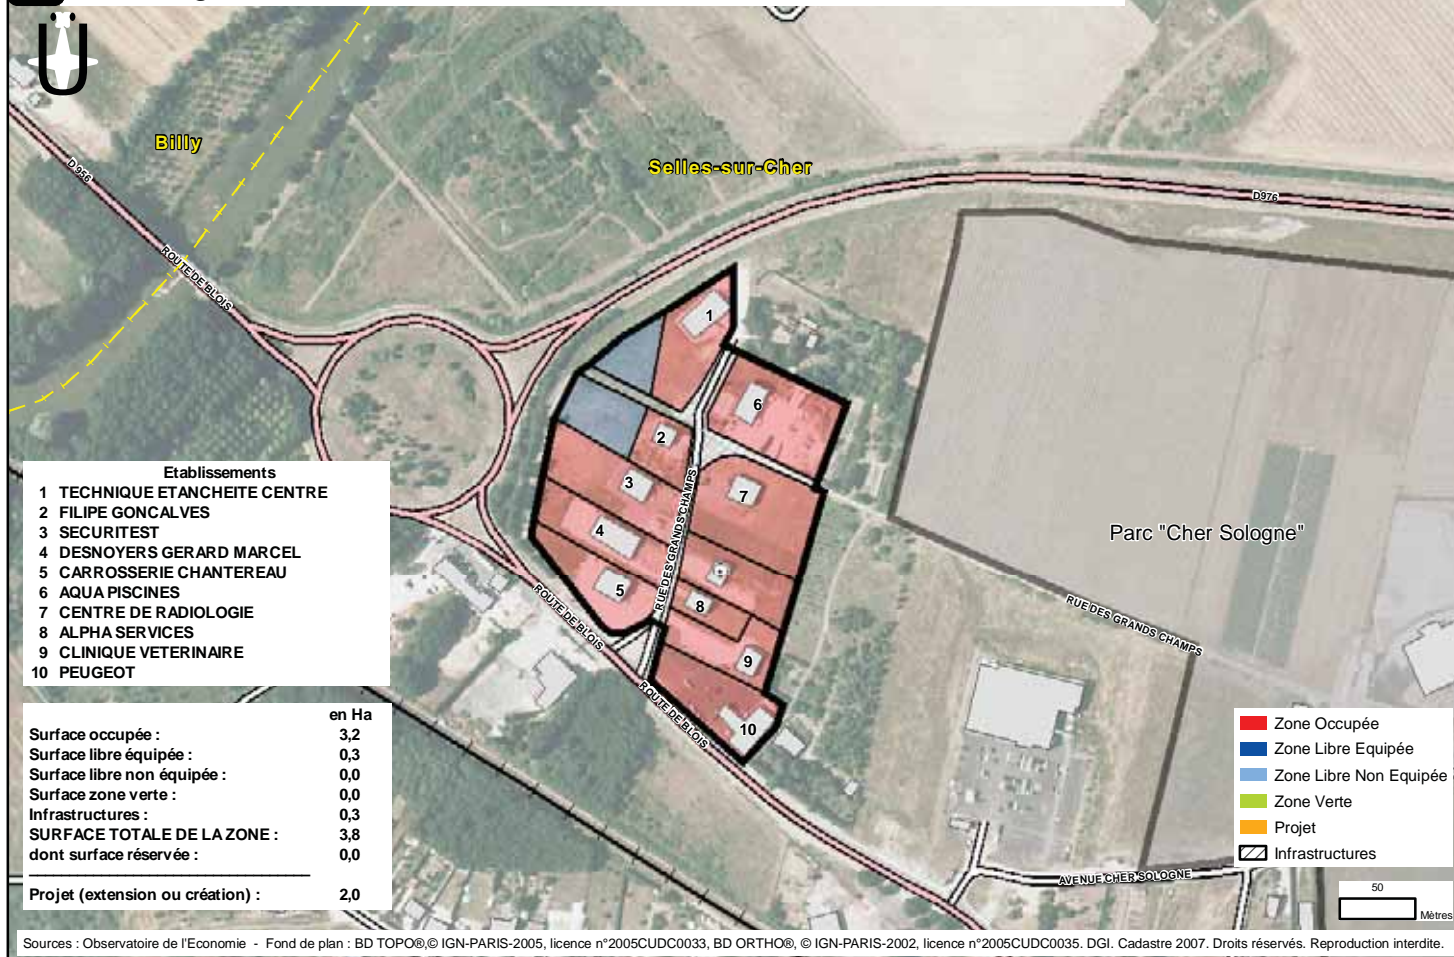 Ü
Billy
Selles-sur-Cher
D 956
D976
ROUTE DE BLOIS
1
6
2
3
7
4
5
8
9
10
RUE DES GRANDS CHAMPS
ROUTE DE BLOIS
ROUTE DE BLOIS
Parc "Cher Sologne"
RUE DES GRANDS CHAMPS
AVENUE CHER SOLOGNE
Etablissements
1 TECHNIQUE ETANCHEITE CENTRE
2 FILIPE GONCALVES
3 SECURITEST
4 DESNOYERS GERARD MARCEL
5 CARROSSERIE CHANTEREAU
6 AQUA PISCINES
7 CENTRE DE RADIOLOGIE
8 ALPHA SERVICES
9 CLINIQUE VETERINAIRE
10 PEUGEOT
en Ha
Surface occupée : 3,2
Surface libre équipée : 0,3
Surface libre non équipée : 0,0
Surface zone verte : 0,0
Infrastructures : 0,3
SURFACE TOTALE DE LA ZONE : 3,8
dont surface réservée : 0,0
Projet (extension ou création) : 2,0
Zone Occupée
Zone Libre Equipée
Zone Libre Non Equipée
Zone Verte
Projet
Infrastructures
50
Mètres
Sources : Observatoire de l'Economie - Fond de plan : BD TOPO®,© IGN-PARIS-2005, licence n°2005CUDC0033, BD ORTHO®, © IGN-PARIS-2002, licence n°2005CUDC0035. DGI. Cadastre 2007. Droits réservés. Reproduction interdite.